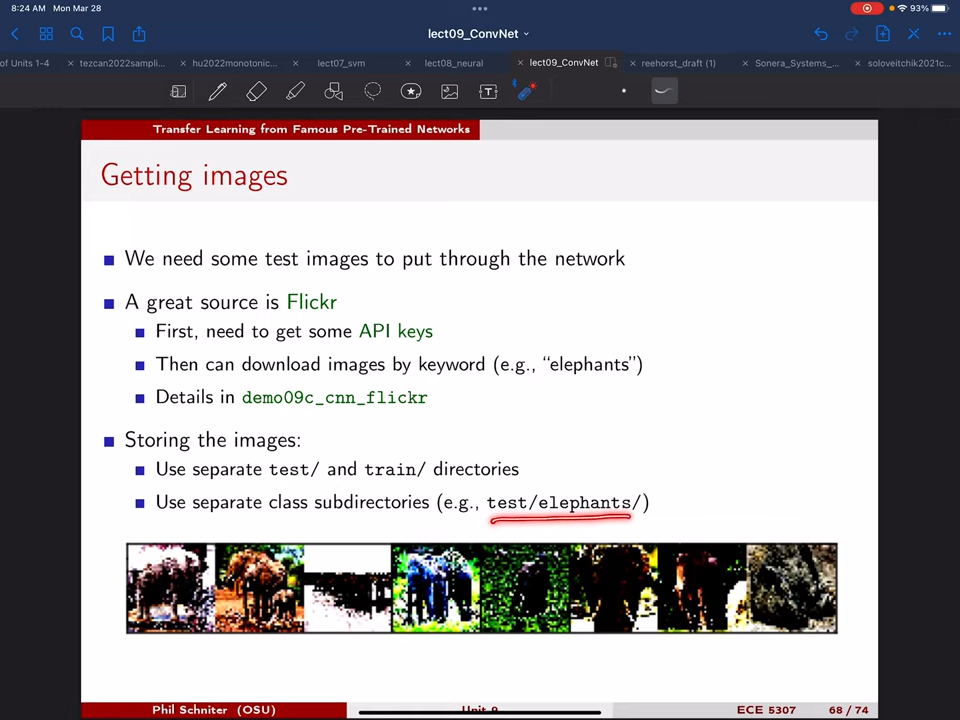 8:24 AM Mon Mar 28
93%
lect09_ConvNet
of Units 1-4
tezcan2022sampli...
hu2022monotonic...
lect07_svm
lect08_neural
lect09_ConvNet
reehorst_draft (1)
Sonera_Systems_...
soloveitchik2021c...
Transfer Learning from Famous Pre-Trained Networks
Getting images
We need some test images to put through the network
A great source is Flickr
First, need to get some API keys
Then can download images by keyword (e.g., “elephants”)
Details in demo09c_cnn_flickr
Storing the images:
Use separate test/ and train/ directories
Use separate class subdirectories (e.g., test/elephants/)
Phil Schniter (OSU)
Unit 9
ECE 5307
68 / 74